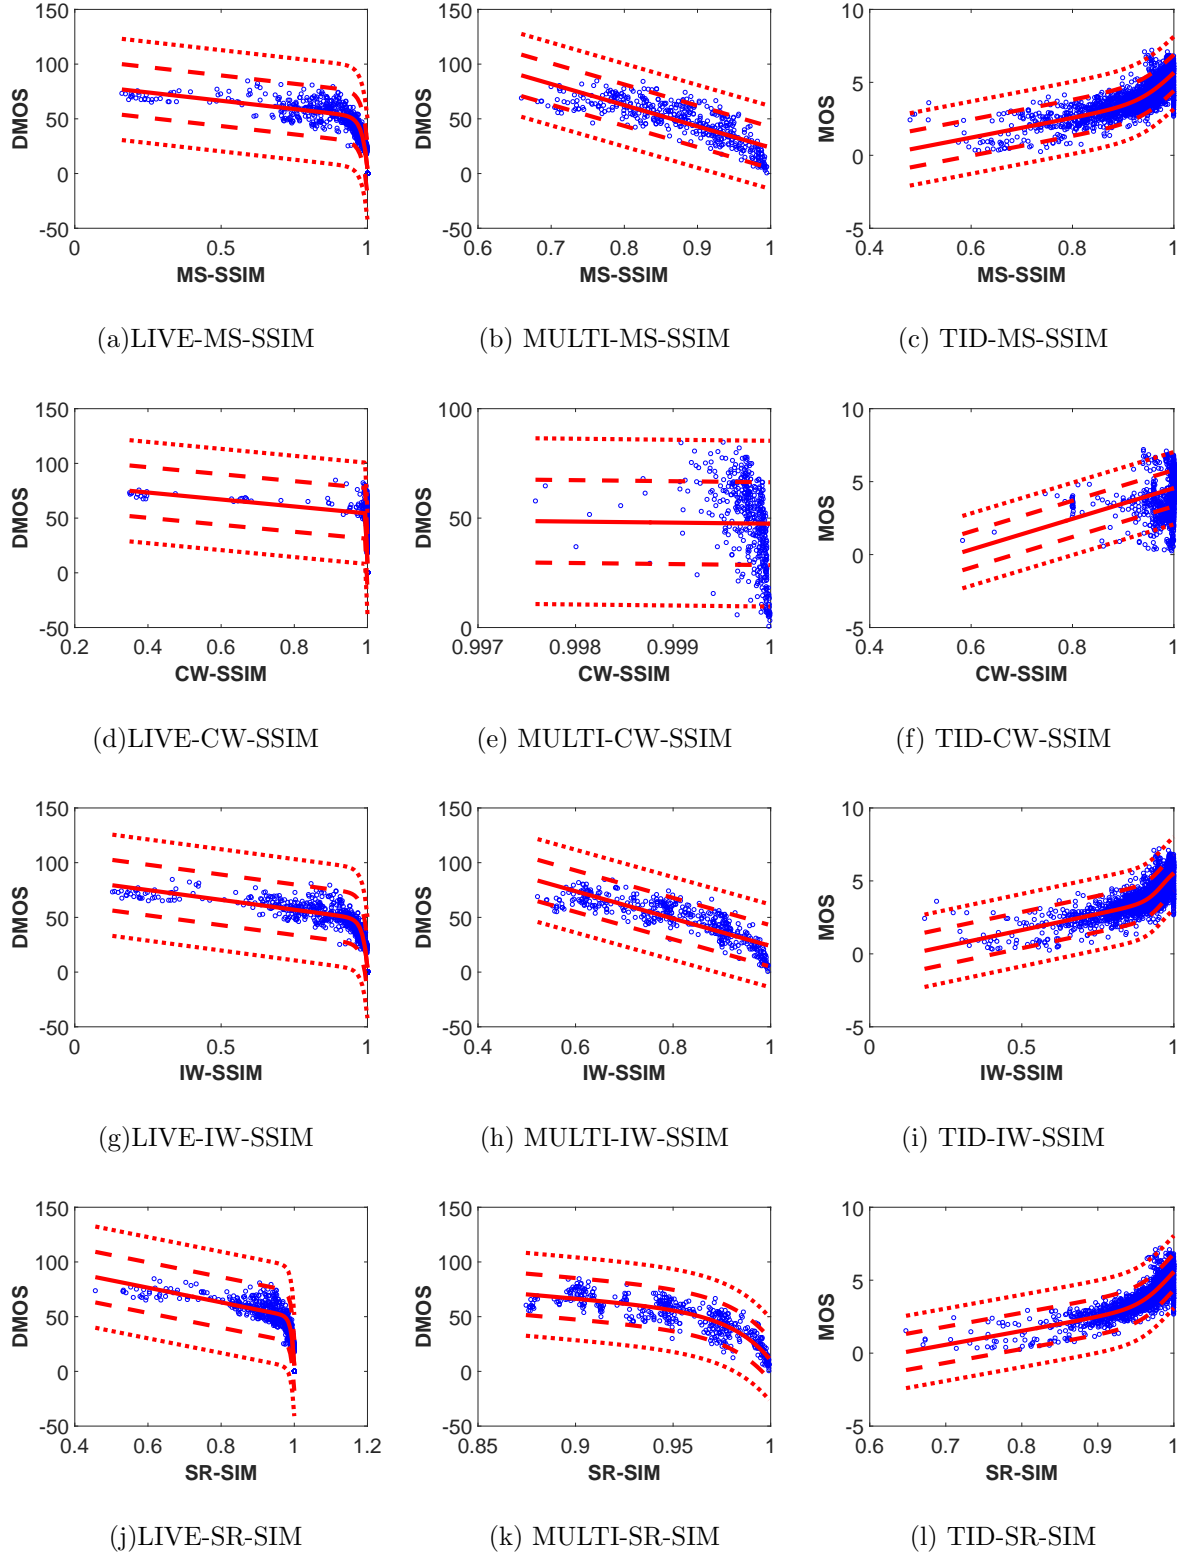 150
100
50
0
-50
DMOS
0
0.5
1
MS-SSIM
150
100
50
0
-50
DMOS
0.6
0.7
0.8
0.9
1
MS-SSIM
10
5
0
-5
MOS
0.4
0.6
0.8
1
MS-SSIM
(a)LIVE-MS-SSIM
(b) MULTI-MS-SSIM
(c) TID-MS-SSIM
150
100
50
0
-50
DMOS
0.2
0.4
0.6
0.8
1
CW-SSIM
100
50
0
DMOS
0.997
0.998
0.999
1
CW-SSIM
10
5
0
-5
MOS
0.4
0.6
0.8
1
CW-SSIM
(d)LIVE-CW-SSIM
(e) MULTI-CW-SSIM
(f) TID-CW-SSIM
150
100
50
0
-50
DMOS
0
0.5
1
IW-SSIM
150
100
50
0
-50
DMOS
0.4
0.6
0.8
1
IW-SSIM
10
5
0
-5
MOS
0
0.5
1
IW-SSIM
(g)LIVE-IW-SSIM
(h) MULTI-IW-SSIM
(i) TID-IW-SSIM
150
100
50
0
-50
DMOS
0.4
0.6
0.8
1
1.2
SR-SIM
150
100
50
0
-50
DMOS
0.85
0.9
0.95
1
SR-SIM
10
5
0
-5
MOS
0.6
0.7
0.8
0.9
1
SR-SIM
(j)LIVE-SR-SIM
(k) MULTI-SR-SIM
(l) TID-SR-SIM